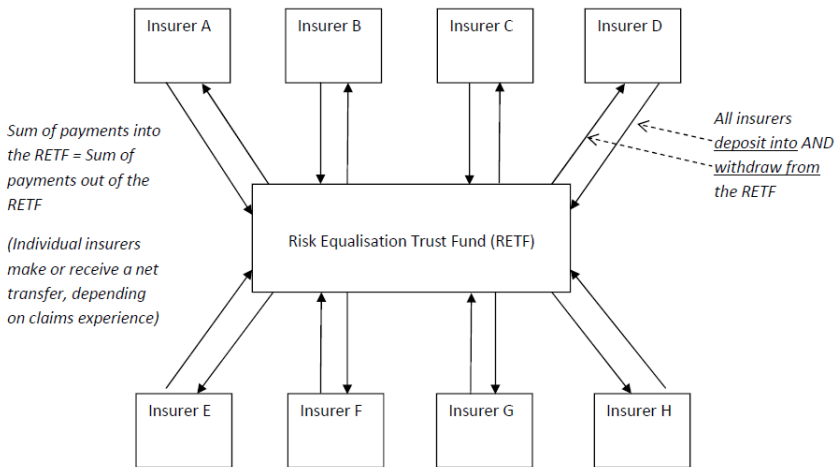 Insurer A
Insurer B
Insurer C
Insurer D
Sum of payments into
the RETF = Sum of
payments out of the
RETF
(Individual insurers
make or receive a net
transfer, depending
on claims experience)
All insurers
deposit into AND
withdraw from
the RETF
Risk Equalisation Trust Fund (RETF)
Insurer E
Insurer F
Insurer G
Insurer H